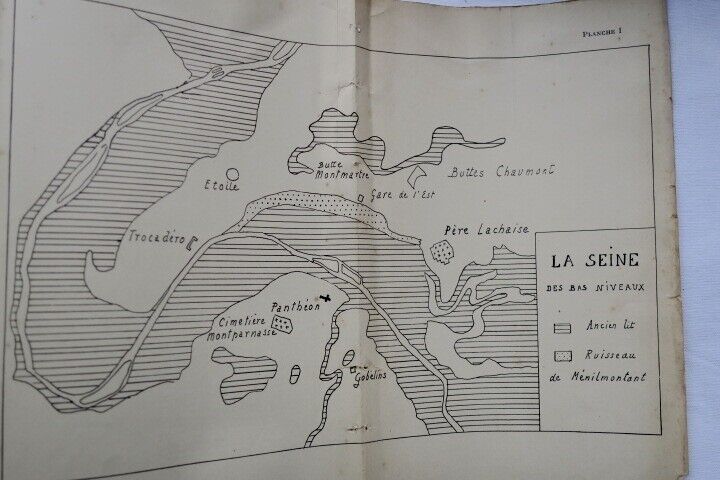 PLANCHE I
Butte
Montmartre
Buttes Chaumont
Etoile
Gare de l'Est
Trocadéro
Père Lachaise
Panthéon
Cimetière
montparnasse
Gobelins
LA SEINE
DES BAS NIVEAUX
Ancien lit
Ruisseau
de Ménilmontant